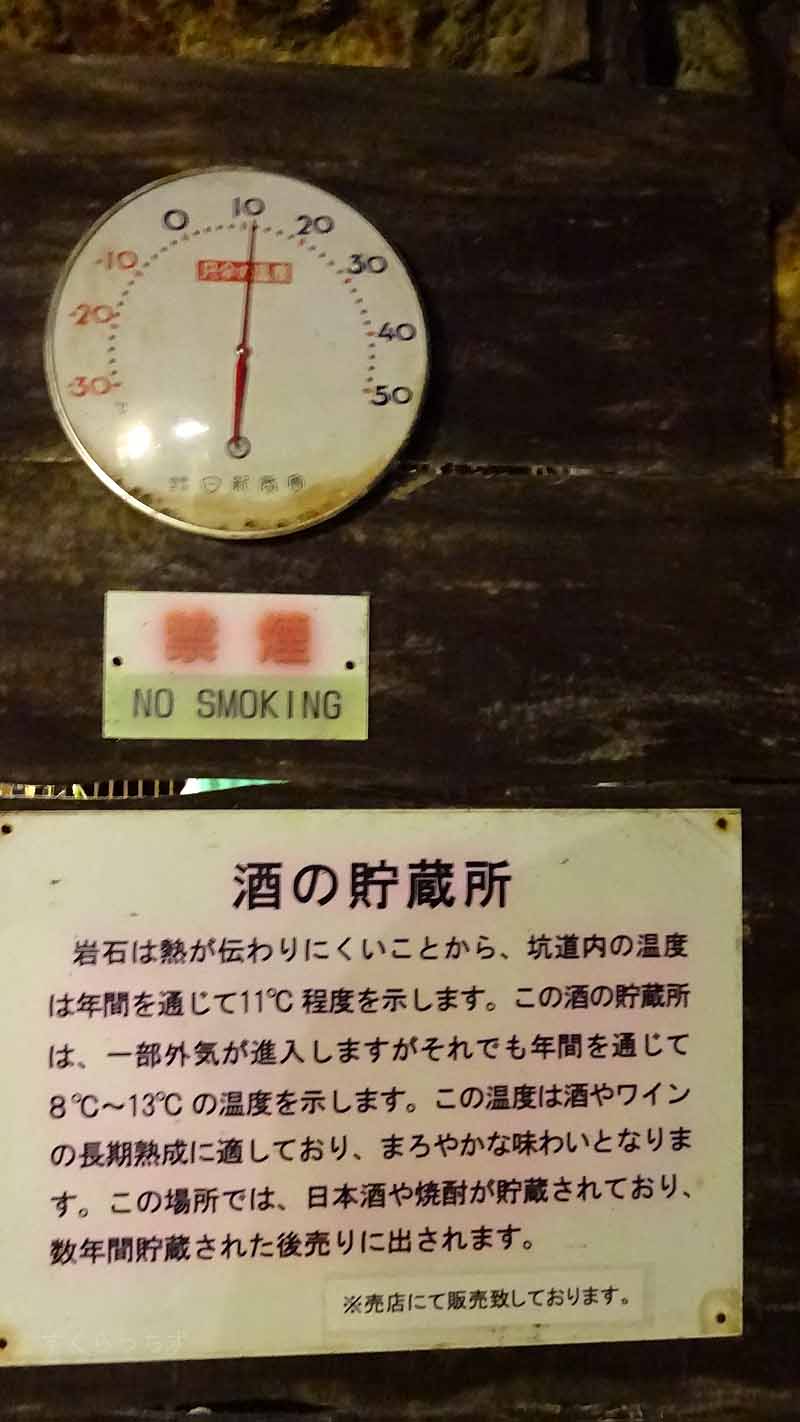 0 10 20
-10 30
只今の温度
-20 40
-30 50
禁煙
NO SMOKING
酒の貯蔵所
岩石は熱が伝わりにくいことから、坑道内の温度
は年間を通じて11℃程度を示します。この酒の貯蔵所
は、一部外気が進入しますがそれでも年間を通じて
8℃～13℃の温度を示します。この温度は酒やワイン
の長期熟成に適しており、まろやかな味わいとなりま
す。この場所では、日本酒や焼酎が貯蔵されており、
数年間貯蔵された後売りに出されます。
※売店にて販売致しております。